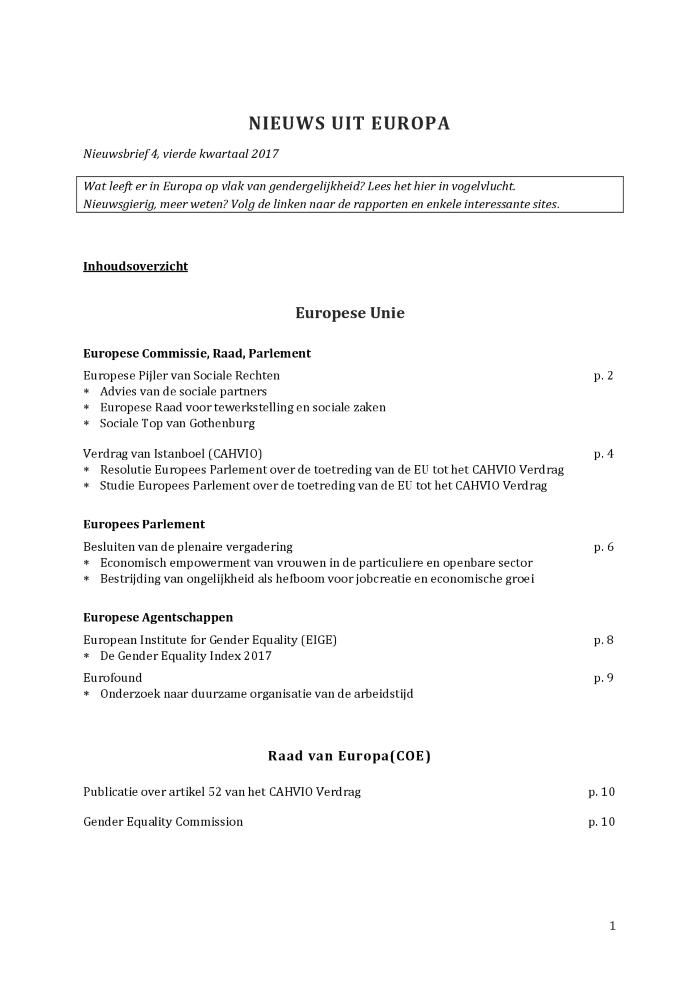 NIEUWS UIT EUROPA
Nieuwsbrief 4, vierde kwartaal 2017
Wat leeft er in Europa op vlak van gendergelijkheid? Lees het hier in vogelvlucht.
Nieuwsgierig, meer weten? Volg de linken naar de rapporten en enkele interessante sites.
Inhoudsoverzicht
Europese Unie
Europese Commissie, Raad, Parlement
Europese Pijler van Sociale Rechten p. 2
* Advies van de sociale partners
* Europese Raad voor tewerkstelling en sociale zaken
* Sociale Top van Gothenburg
Verdrag van Istanboel (CAHVIO) p. 4
* Resolutie Europees Parlement over de toetreding van de EU tot het CAHVIO Verdrag
* Studie Europees Parlement over de toetreding van de EU tot het CAHVIO Verdrag
Europees Parlement
Besluiten van de plenaire vergadering p. 6
* Economisch empowerment van vrouwen in de particuliere en openbare sector
* Bestrijding van ongelijkheid als hefboom voor jobcreatie en economische groei
Europese Agentschappen
European Institute for Gender Equality (EIGE) p. 8
* De Gender Equality Index 2017
Eurofound p. 9
* Onderzoek naar duurzame organisatie van de arbeidstijd
Raad van Europa(COE)
Publicatie over artikel 52 van het CAHVIO Verdrag p. 10
Gender Equality Commission p. 10
1